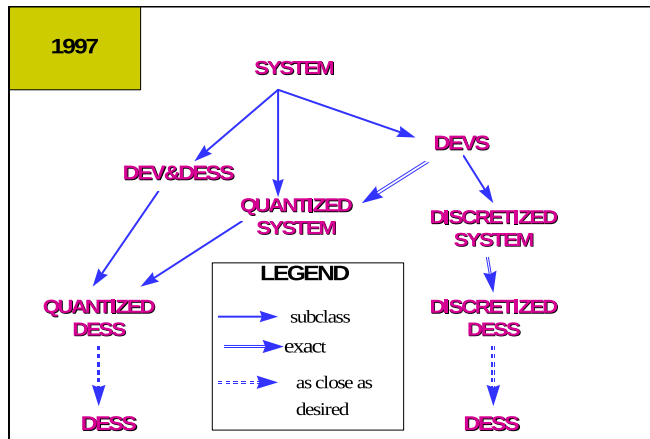 1997
SYSTEM
DEVS
DEV&DESS
QUANTIZED
SYSTEM
DISCRETIZED
SYSTEM
LEGEND
subclass
exact
as close as
desired
QUANTIZED
DESS
DISCRETIZED
DESS
DESS
DESS